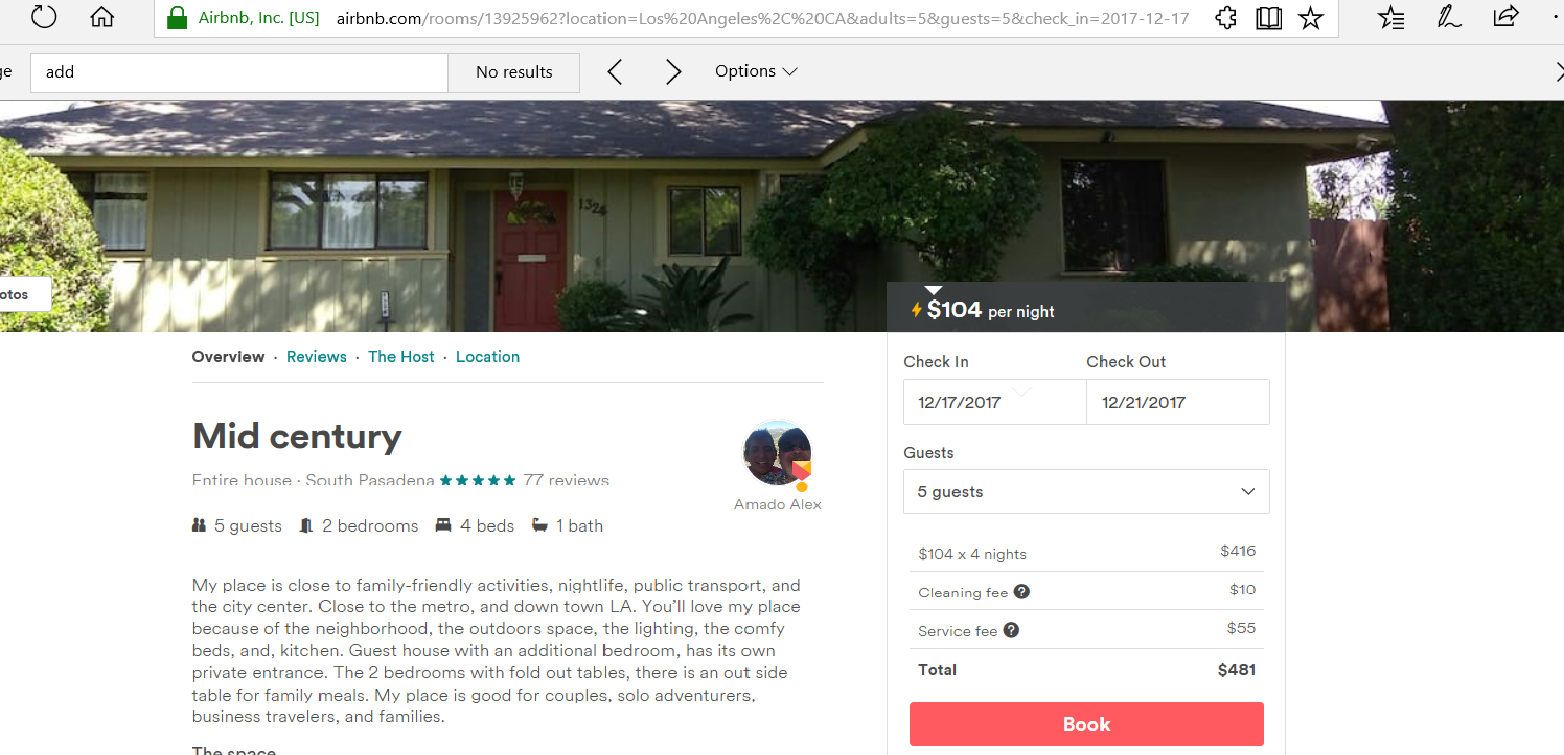 Airbnb, Inc. [US] airbnb.com/rooms/13925962?location=Los%20Angeles%2C%20CA&adults=5&guests=5&check_in=2017-12-17
ge add No results Options
1324
otos
$104 per night
Overview · Reviews · The Host · Location
Check In Check Out
12/17/2017 12/21/2017
Mid century
Entire house · South Pasadena 77 reviews
Amado Alex
5 guests 2 bedrooms 4 beds 1 bath
Guests
5 guests
My place is close to family-friendly activities, nightlife, public transport, and
the city center. Close to the metro, and down town LA. You'll love my place
because of the neighborhood, the outdoors space, the lighting, the comfy
beds, and, kitchen. Guest house with an additional bedroom, has its own
private entrance. The 2 bedrooms with fold out tables, there is an out side
table for family meals. My place is good for couples, solo adventurers,
business travelers, and families.
The space
$104 x 4 nights $416
Cleaning fee ? $10
Service fee ? $55
Total $481
Book